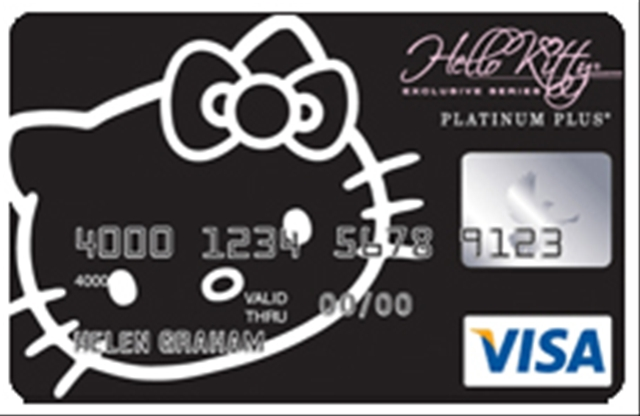 Hello Kitty
EXCLUSIVE SERIES
PLATINUM PLUS®
4000 1234 5678 9123
4000
VALID
THRU
00/00
HELEN GRAHAM
VISA